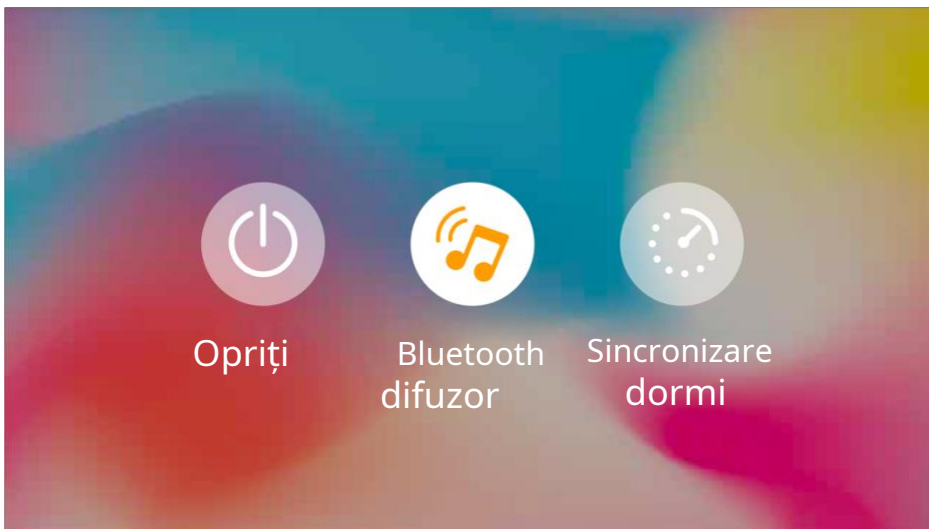 Opriți
Bluetooth
difuzor
Sincronizare
dormi